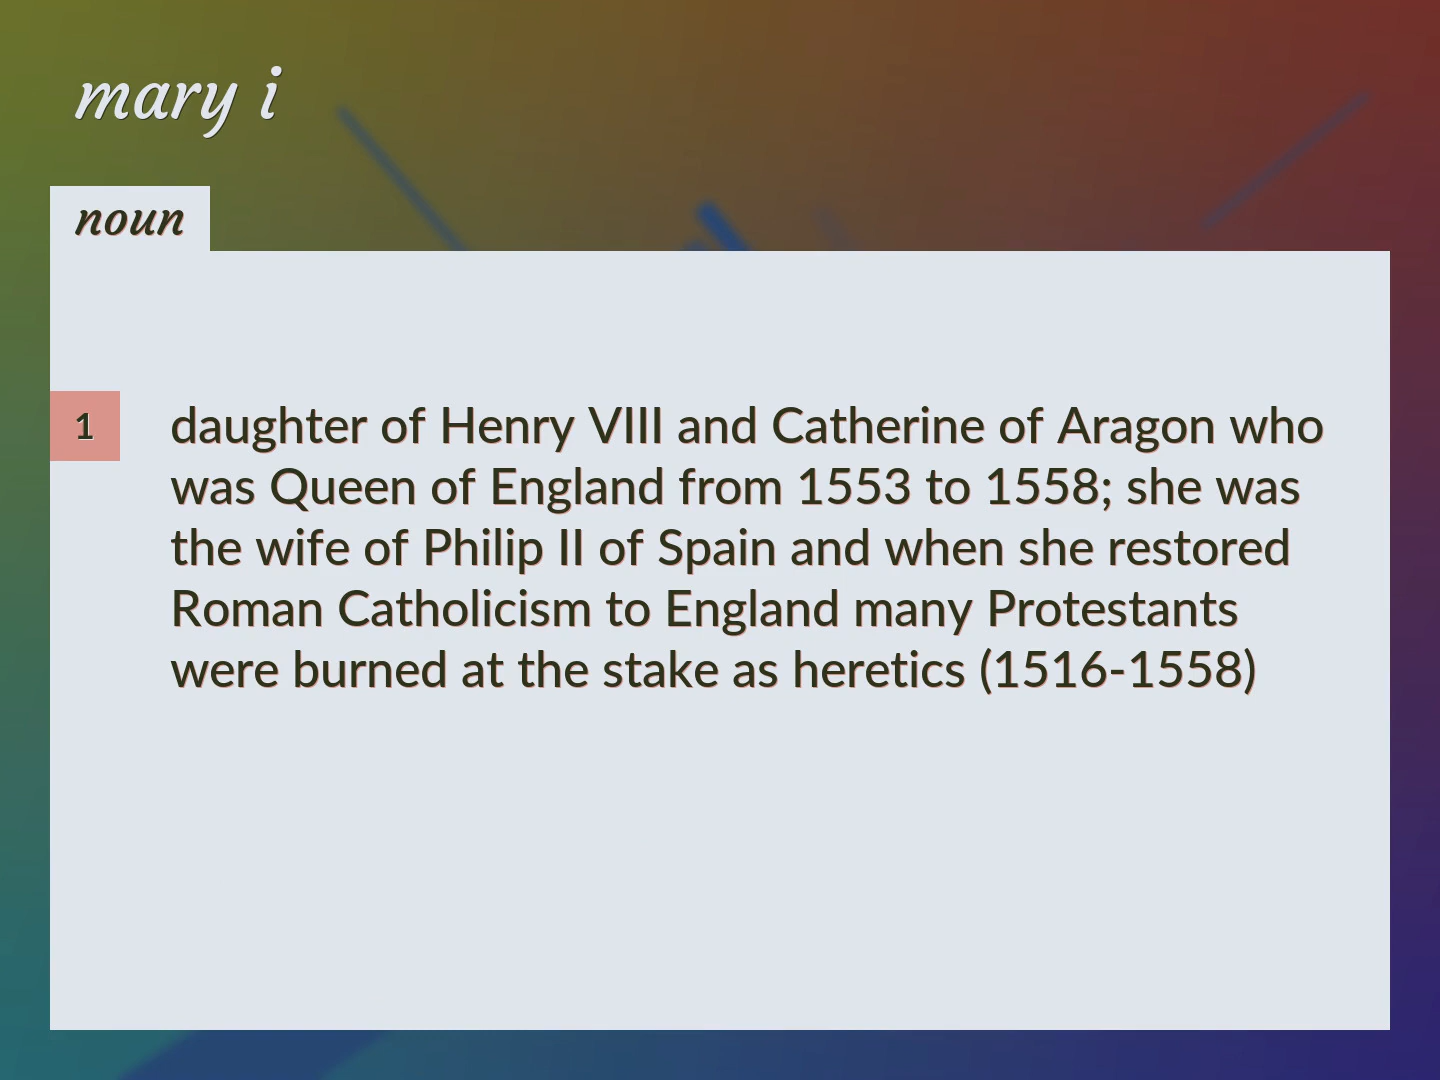 mary i
noun
1
daughter of Henry VIII and Catherine of Aragon who
was Queen of England from 1553 to 1558; she was
the wife of Philip II of Spain and when she restored
Roman Catholicism to England many Protestants
were burned at the stake as heretics (1516-1558)